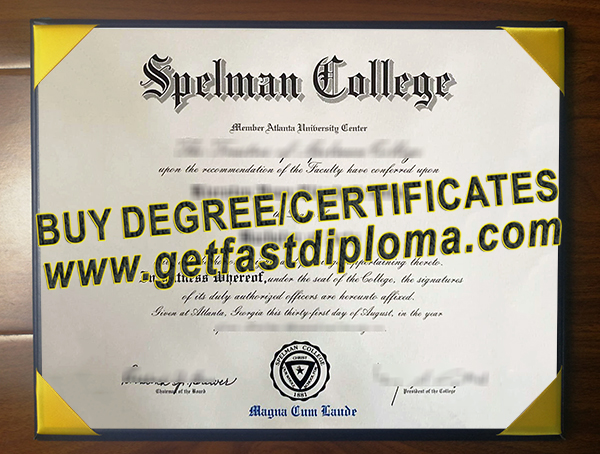 Spelman College
Member Atlanta University Center
upon the recommendation of the Faculty have conferred upon
BUY DEGREE/CERTIFICATES
www.getfastdiploma.com
appertaining thereto.
In Witness Whereof, under the seal of the College, the signatures
of its duly authorized officers are hereunto affixed.
Given at Atlanta, Georgia this thirty-first day of August, in the year
Chairman of the Board
SPELMAN COLLEGE
CHRIST
1881
President of the College
Magna Cum Laude